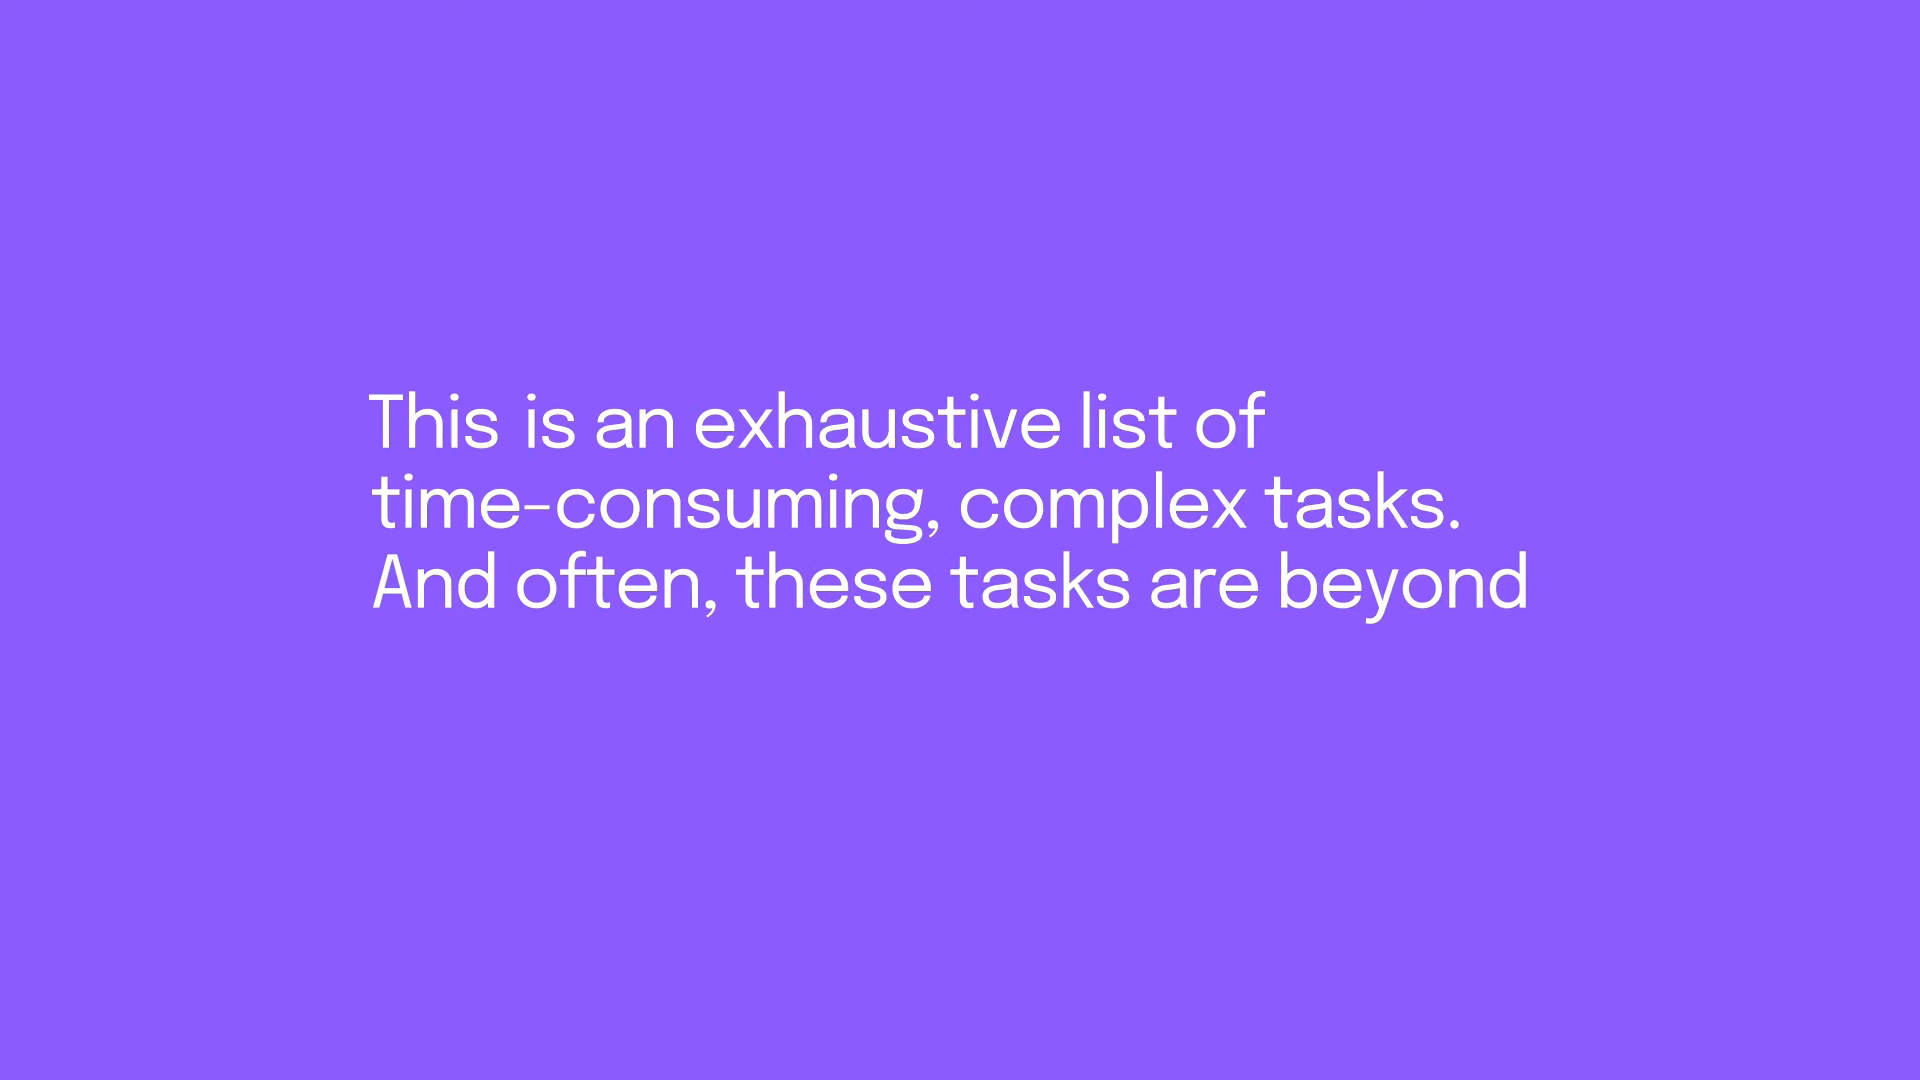 This is an exhaustive list of
time-consuming, complex tasks.
And often, these tasks are beyond